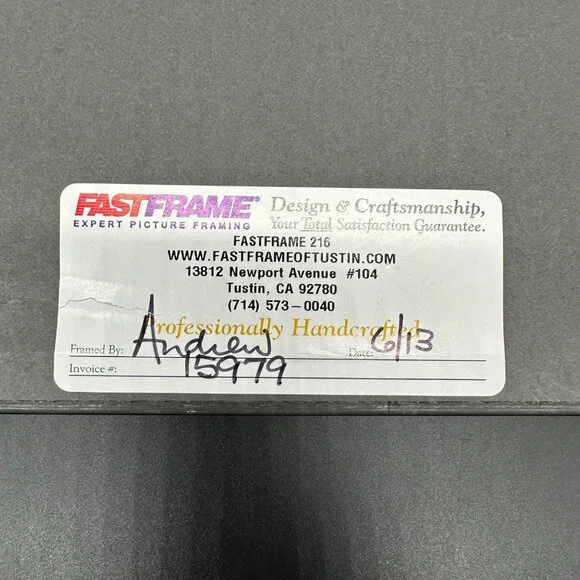 FASTFRAME® Design & Craftsmanship,
EXPERT PICTURE FRAMING Your Total Satisfaction Guarantee.
FASTFRAME 216
WWW.FASTFRAMEOFTUSTIN.COM
13812 Newport Avenue #104
Tustin, CA 92780
(714) 573-0040
Professionally Handcrafted
Framed By: Andrew Date: 6/13
Invoice #: 15979